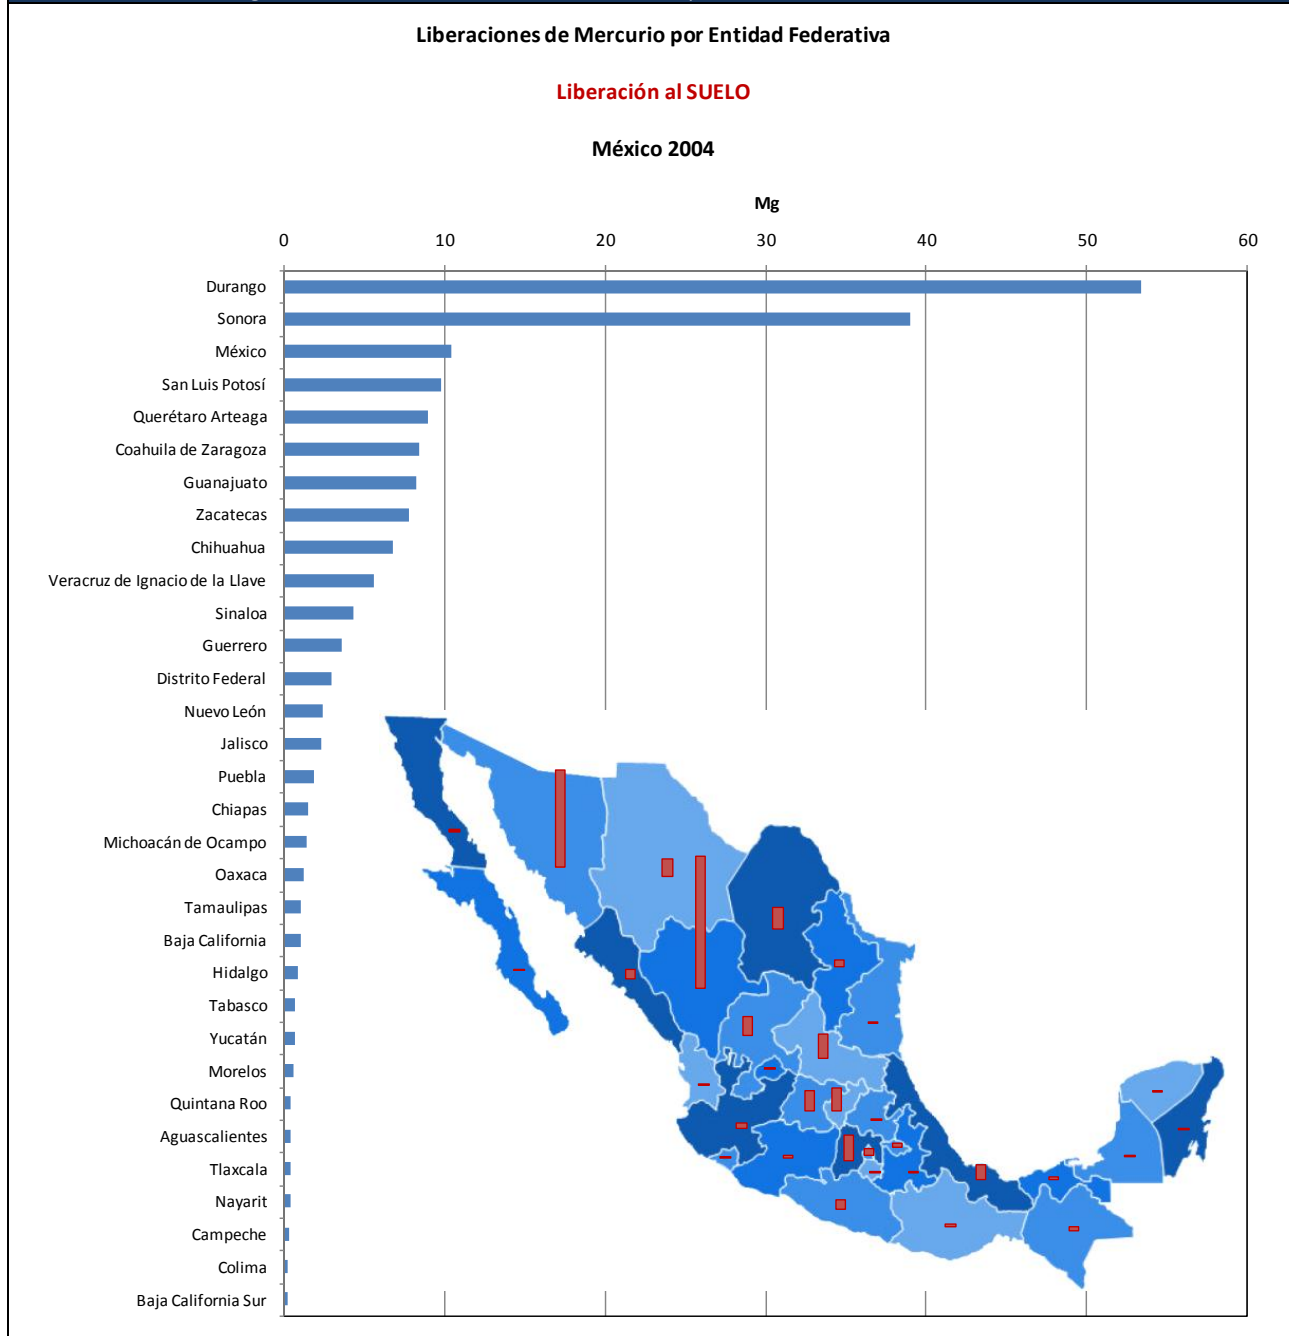 Liberaciones de Mercurio por Entidad Federativa
Liberación al SUELO
México 2004
Mg
0 10 20 30 40 50 60
Durango
Sonora
México
San Luis Potosí
Querétaro Arteaga
Coahuila de Zaragoza
Guanajuato
Zacatecas
Chihuahua
Veracruz de Ignacio de la Llave
Sinaloa
Guerrero
Distrito Federal
Nuevo León
Jalisco
Puebla
Chiapas
Michoacán de Ocampo
Oaxaca
Tamaulipas
Baja California
Hidalgo
Tabasco
Yucatán
Morelos
Quintana Roo
Aguascalientes
Tlaxcala
Nayarit
Campeche
Colima
Baja California Sur